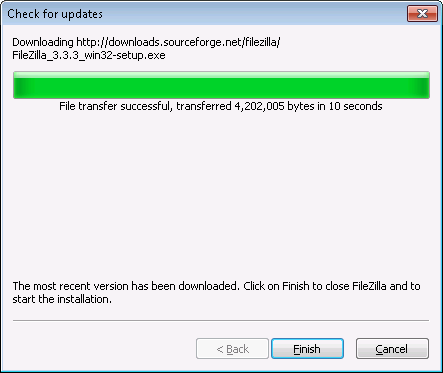 Check for updates
Downloading http://downloads.sourceforge.net/filezilla/
FileZilla_3.3.3_win32-setup.exe
File transfer successful, transferred 4,202,005 bytes in 10 seconds
The most recent version has been downloaded. Click on Finish to close FileZilla and to
start the installation.
< Back Finish Cancel